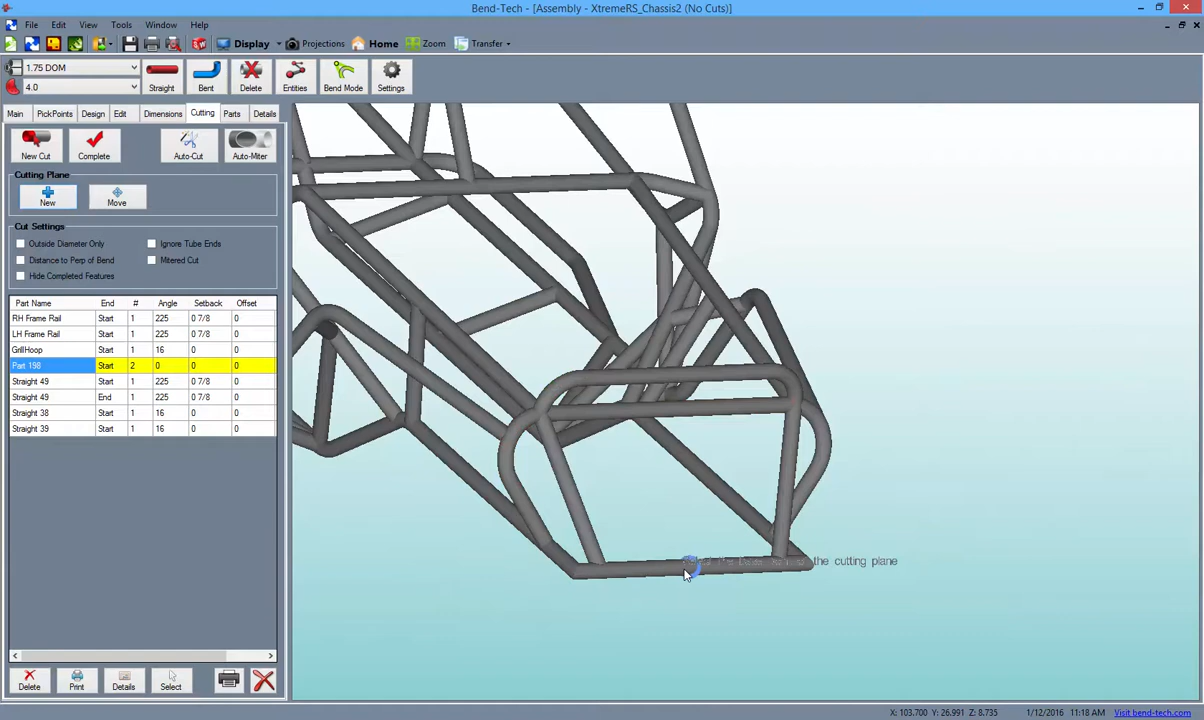 Bend-Tech - [Assembly - XtremeRS_Chassis2 (No Cuts)]
File Edit View Tools Window Help
Display Projections Home Zoom Transfer
1.75 DOM
4.0
Straight Bent Delete Entities Bend Mode Settings
Main PickPoints Design Edit Dimensions Cutting Parts Details
New Cut Complete Auto-Cut Auto-Miter
Cutting Plane
New Move
Cut Settings
Outside Diameter Only Ignore Tube Ends
Distance to Perp of Bend Mitered Cut
Hide Completed Features
Part Name End # Angle Setback Offset
RH Frame Rail Start 1 225 0 7/8 0
LH Frame Rail Start 1 225 0 7/8 0
GrillHoop Start 1 16 0 0
Part 198 Start 2 0 0 0
Straight 49 Start 1 225 0 7/8 0
Straight 49 End 1 225 0 7/8 0
Straight 38 Start 1 16 0 0
Straight 39 Start 1 16 0 0
the cutting plane
Delete Print Details Select
X: 103.700 Y: 26.991 Z: 8.735 1/12/2016 11:18 AM Visit bend-tech.com